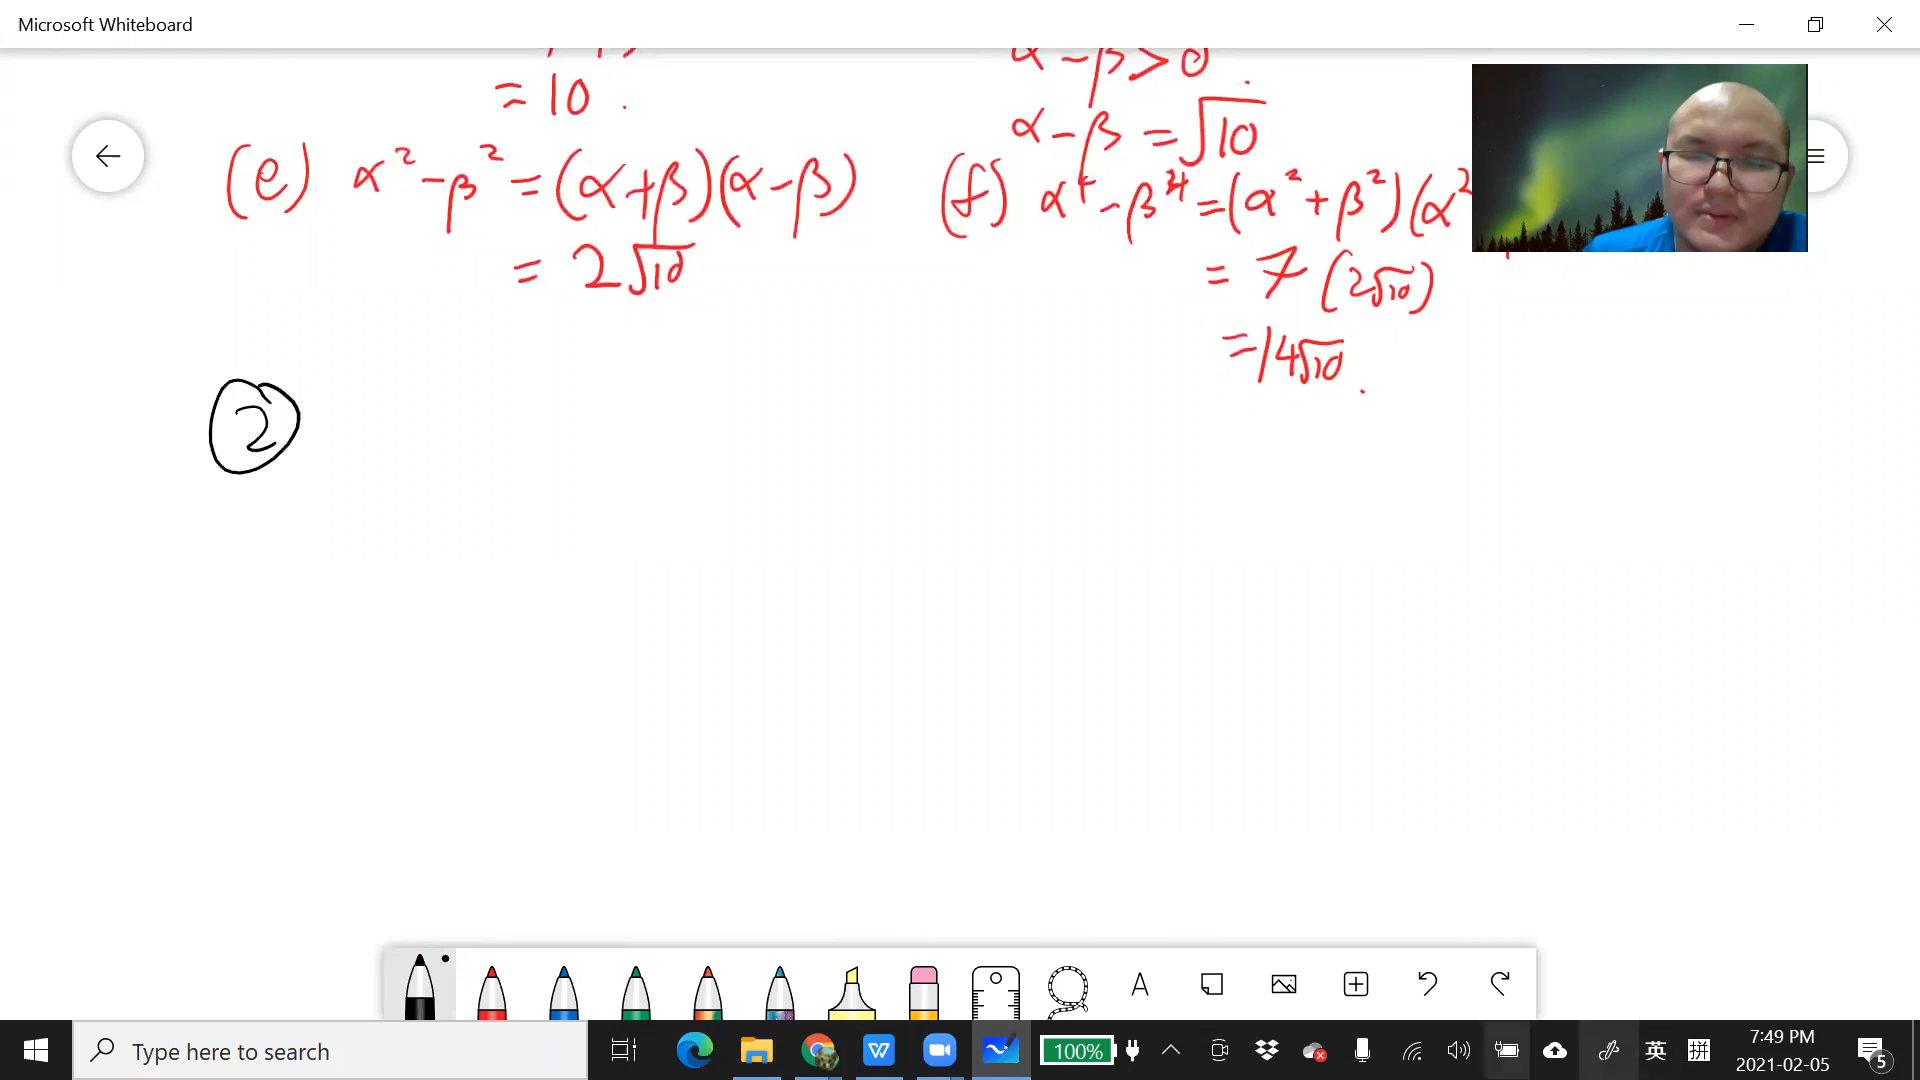 Microsoft Whiteboard
= 10 .
α - β > 0 .
α - β = √10
(e) α² - β² = (α + β)(α - β)
= 2√10
(f) α⁴ - β⁴ = (α² + β²)(α²
= 7 (2√10)
= 14√10 .
②
A
Type here to search
100%
英
拼
7:49 PM
2021-02-05
5